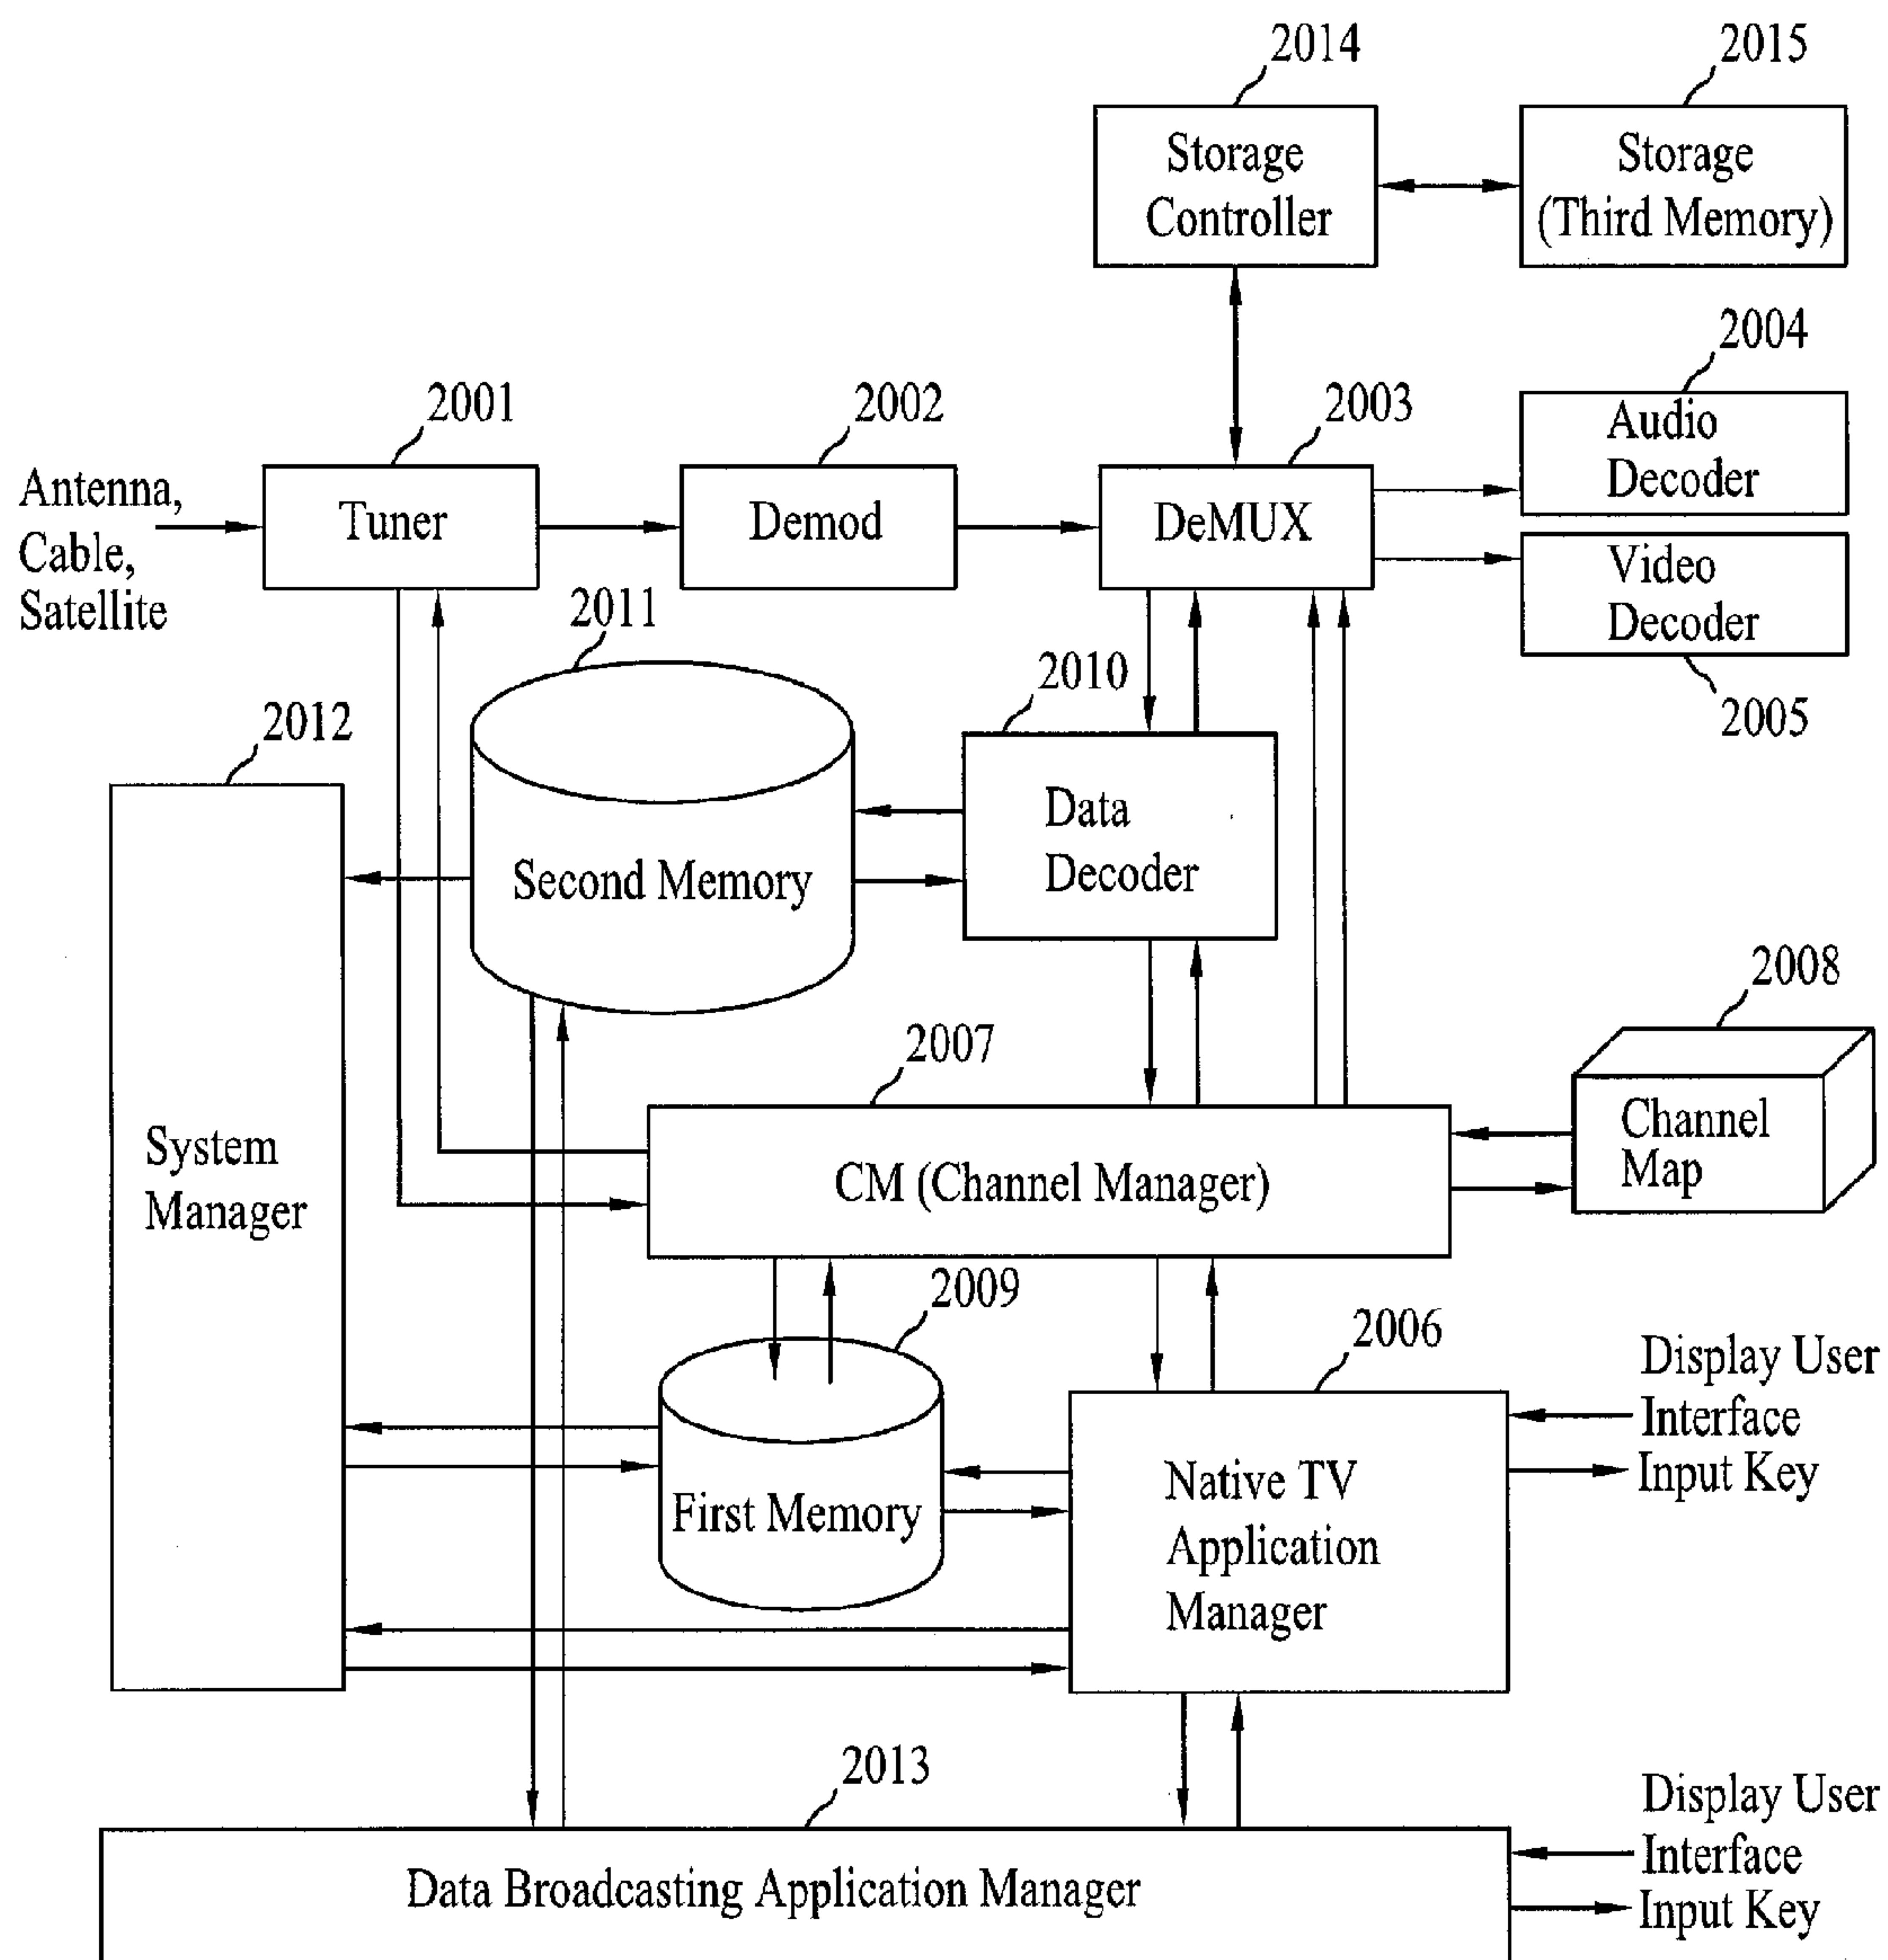 2014
2015
Storage
Controller
Storage
(Third Memory)
2004
2001
2002
2003
Audio
Decoder
Antenna,
Cable,
Satellite
Tuner
Demod
DeMUX
Video
Decoder
2005
2011
2010
2012
Second Memory
Data
Decoder
2008
2007
System
Manager
CM (Channel Manager)
Channel
Map
2009
2006
Display User
Interface
Input Key
First Memory
Native TV
Application
Manager
2013
Display User
Interface
Input Key
Data Broadcasting Application Manager